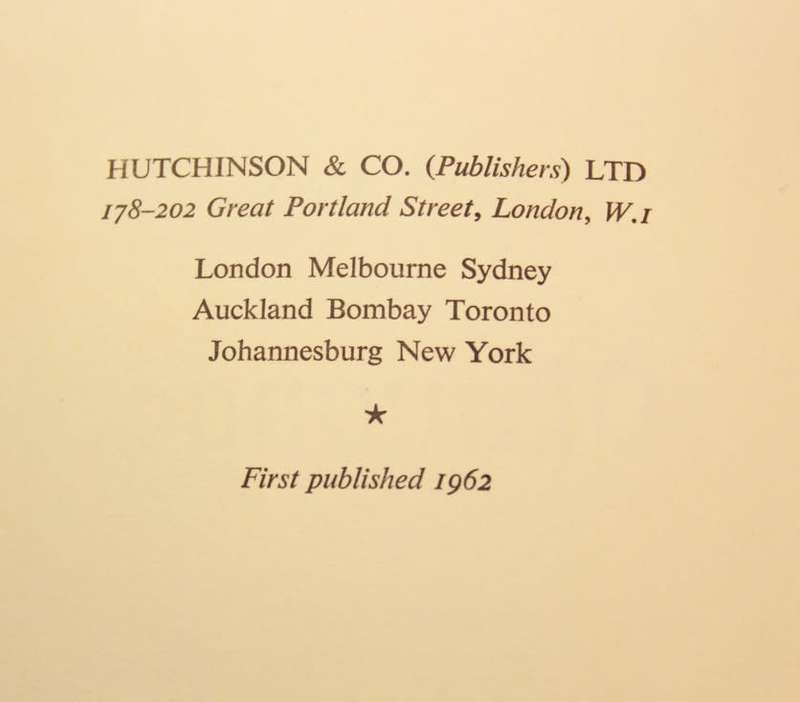 HUTCHINSON & CO. (Publishers) LTD
178–202 Great Portland Street, London, W.1
London Melbourne Sydney
Auckland Bombay Toronto
Johannesburg New York
★
First published 1962